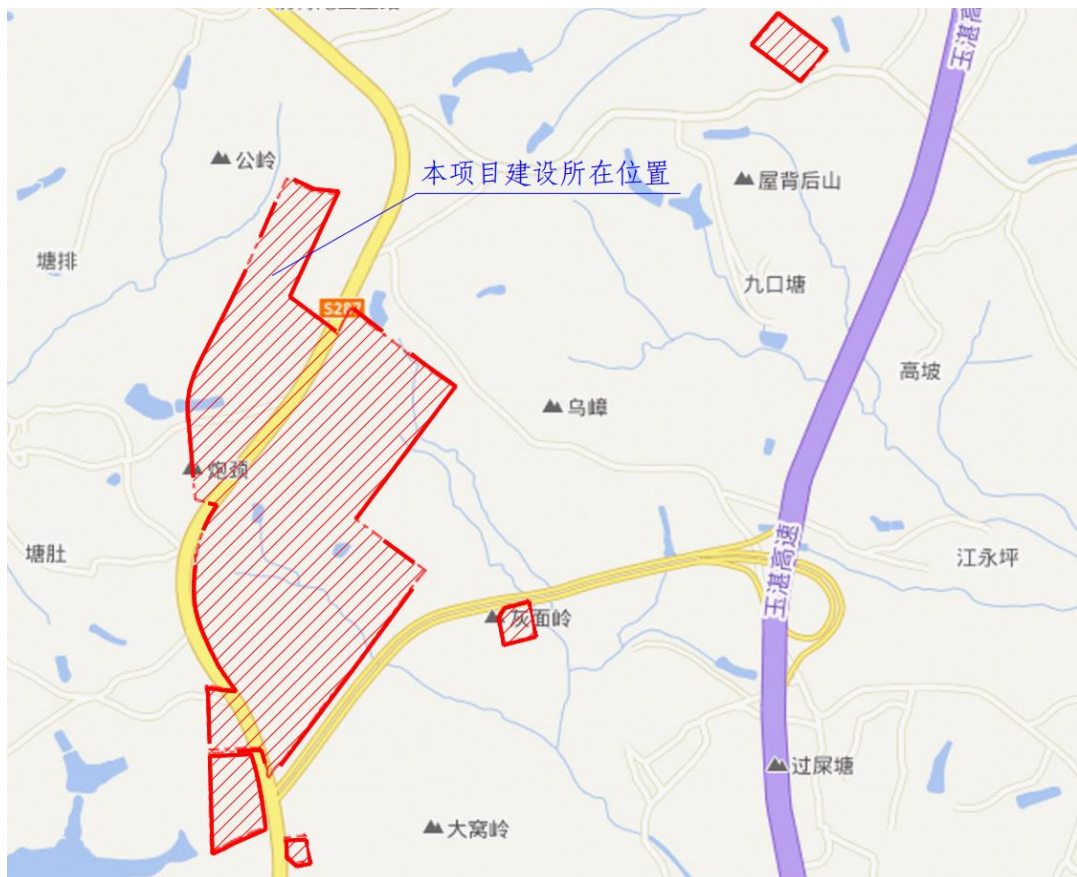 玉湛高
公岭
本项目建设所在位置
屋背后山
塘排
九口塘
S287
高坡
乌嶂
炮颈
塘肚
江永坪
玉湛高速
灰面岭
过屎塘
大窝岭